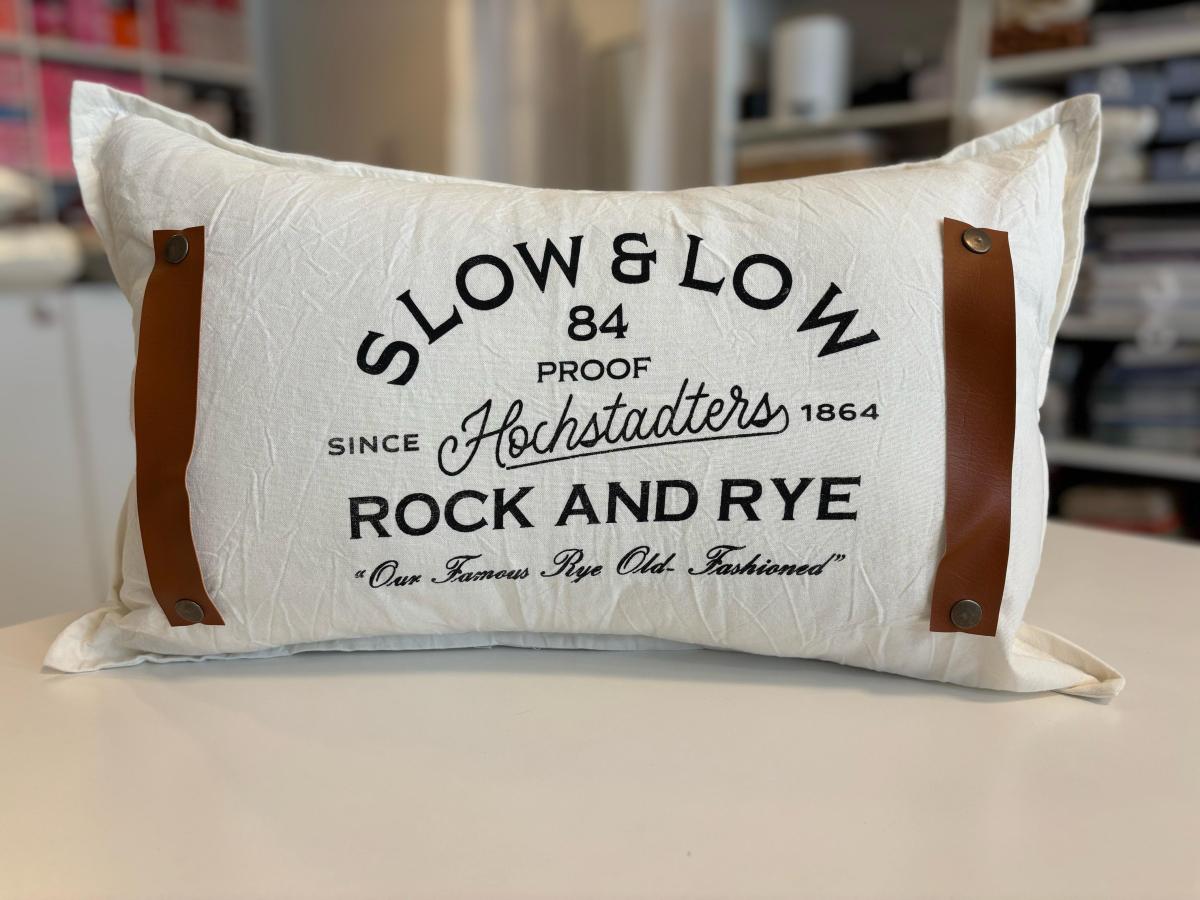 SLOW & LOW
84
PROOF
SINCE Hochstadters 1864
ROCK AND RYE
“Our Famous Rye Old- Fashioned”